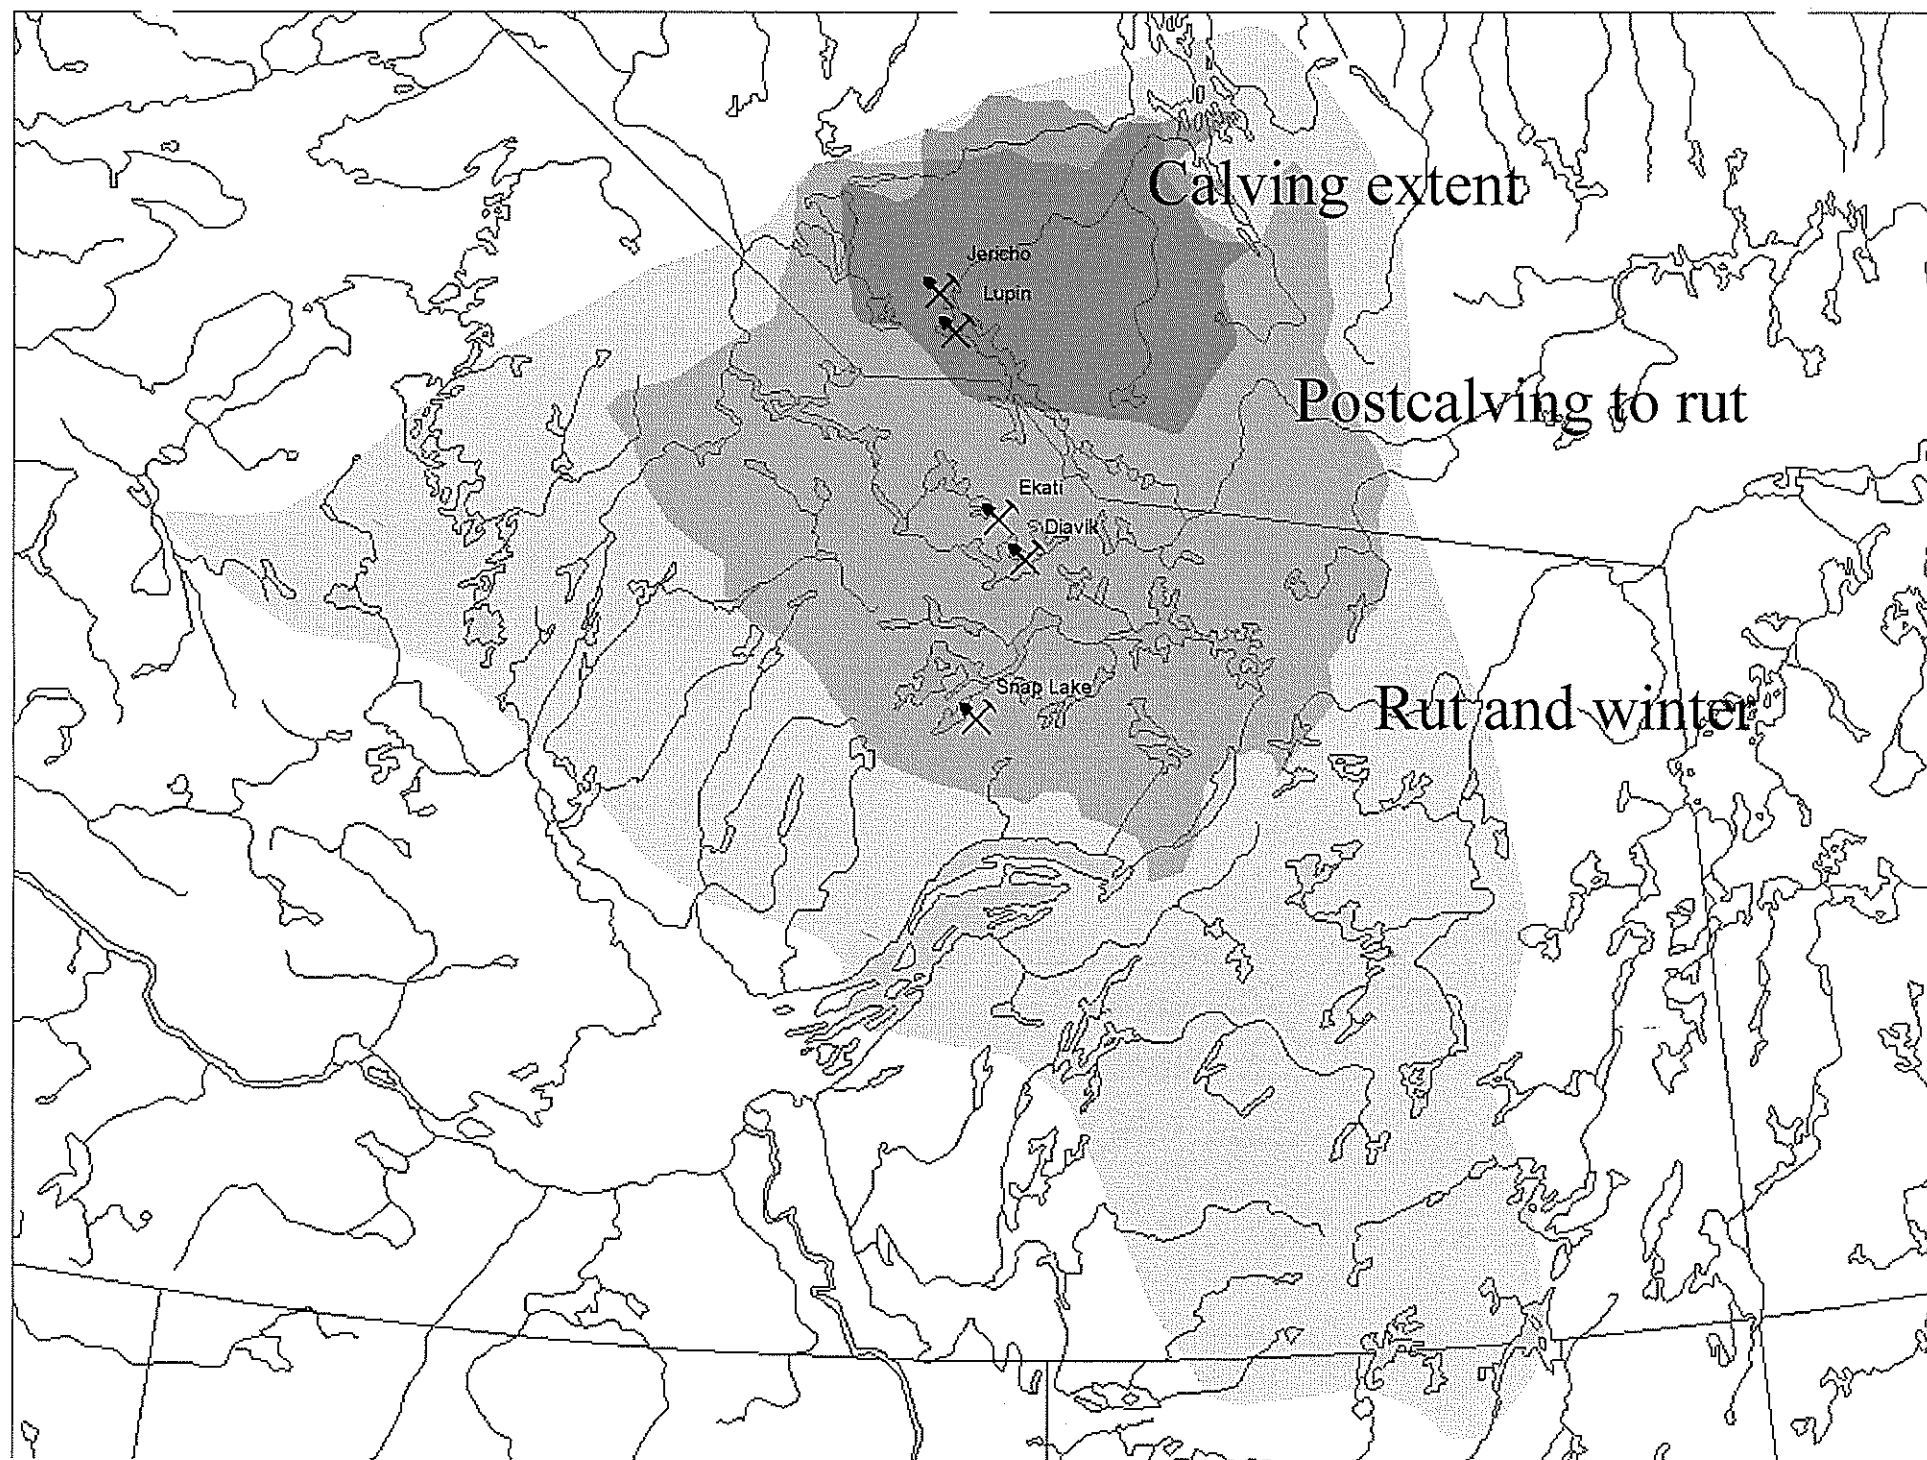 Calving extent
Jericho
Lupin
Postcalving to rut
Ekati
Diavik
Snap Lake
Rut and winter